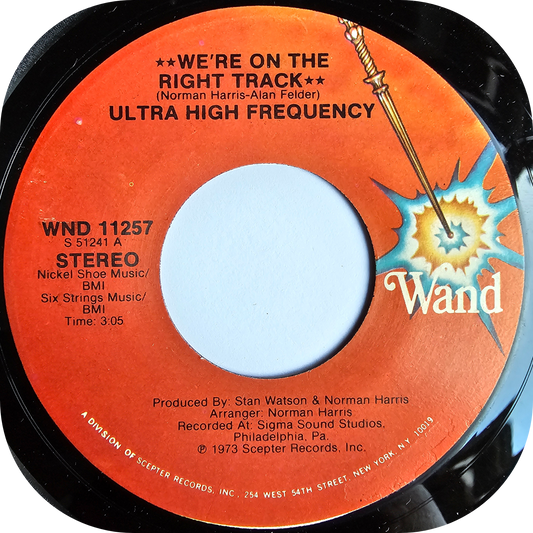 ★★WE'RE ON THE
RIGHT TRACK★★
(Norman Harris-Alan Felder)
ULTRA HIGH FREQUENCY
WND 11257
S 51241 A
STEREO
Nickel Shoe Music/
BMI
Six Strings Music/
BMI
Time: 3:05
Wand
Produced By: Stan Watson & Norman Harris
Arranger: Norman Harris
Recorded At: Sigma Sound Studios,
Philadelphia, Pa.
℗ 1973 Scepter Records, Inc.
A DIVISION OF SCEPTER RECORDS, INC., 254 WEST 54TH STREET, NEW YORK, N.Y. 10019